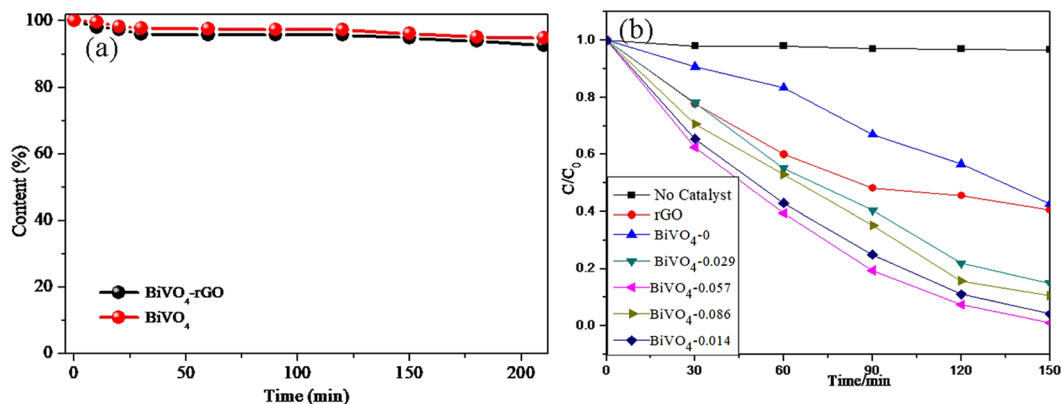 (a)
100
80
60
40
20
0
Content (%)
BiVO4-rGO
BiVO4
0 50 100 150 200
Time (min)
(b)
1.0
0.8
0.6
0.4
0.2
0.0
C/C0
No Catalyst
rGO
BiVO4-0
BiVO4-0.029
BiVO4-0.057
BiVO4-0.086
BiVO4-0.014
0 30 60 90 120 150
Time/min